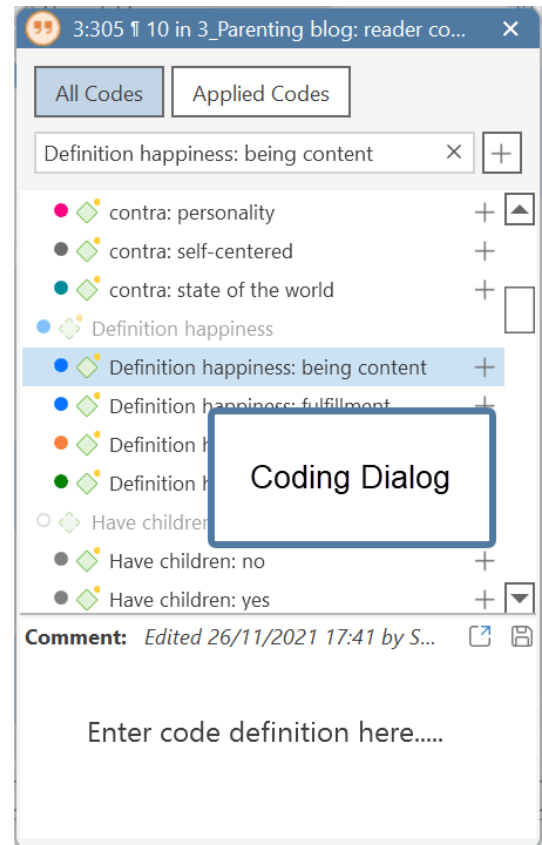 3:305 ¶ 10 in 3_Parenting blog: reader co...
All Codes
Applied Codes
Definition happiness: being content
contra: personality
contra: self-centered
contra: state of the world
Definition happiness
Definition happiness: being content
Definition happiness: fulfillment
Definition
Definition
Coding Dialog
Have children
Have children: no
Have children: yes
Comment: Edited 26/11/2021 17:41 by S...
Enter code definition here.....